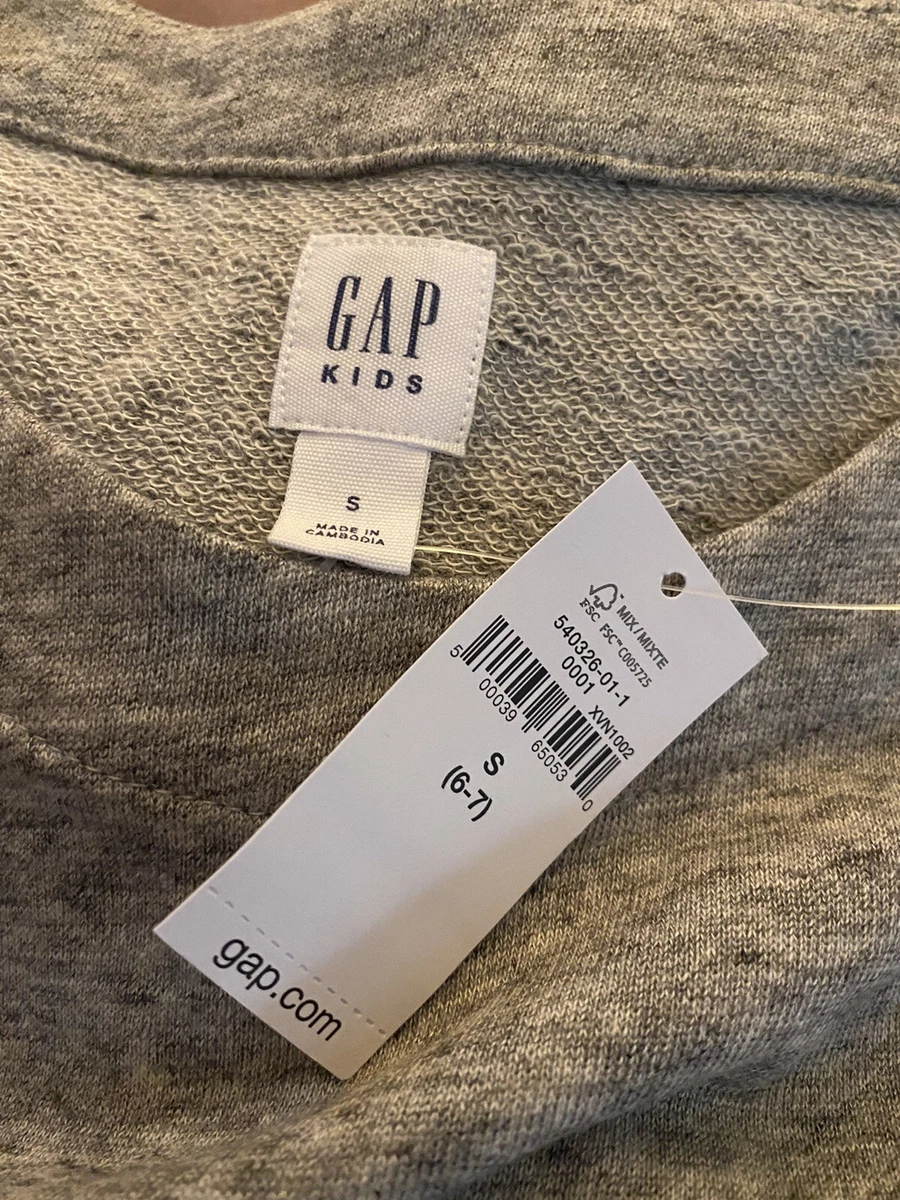 GAP
KIDS
S
MADE IN
CAMBODIA
FSC
MIX/MIXTE
FSC™ C005725
540326-01-1
0001
XVN1002
5 00039 65053 0
S
(6-7)
gap.com